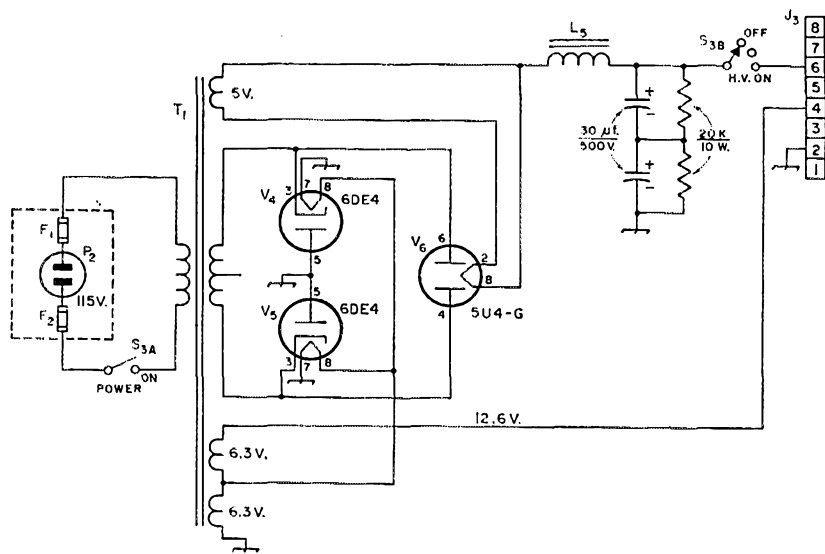 J3
8
7
6
5
4
3
2
1
S3B
OFF
H.V. ON
L5
+
-
+
-
30 µf.
500V.
20 K
10 W.
T1
5V.
V4
3
7
8
6DE4
5
V5
5
6DE4
3
7
8
V6
6
2
8
4
5U4-G
F1
P2
115V.
F2
S3A
ON
POWER
12.6V.
6.3V.
6.3V.